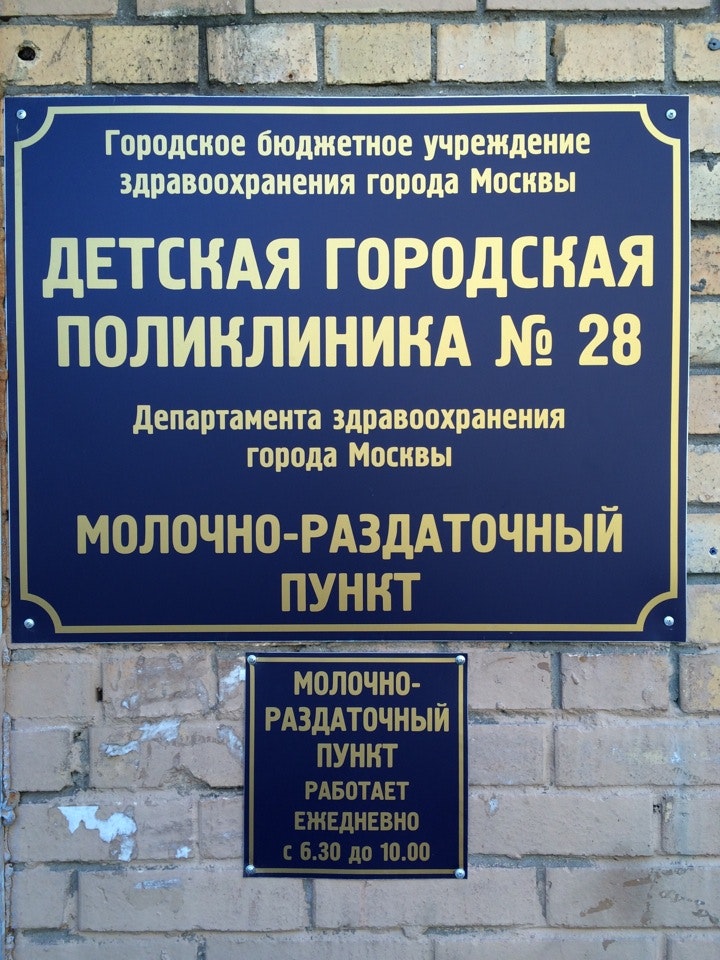 Городское бюджетное учреждение
здравоохранения города Москвы
ДЕТСКАЯ ГОРОДСКАЯ
ПОЛИКЛИНИКА № 28
Департамента здравоохранения
города Москвы
МОЛОЧНО-РАЗДАТОЧНЫЙ
ПУНКТ
МОЛОЧНО-
РАЗДАТОЧНЫЙ
ПУНКТ
РАБОТАЕТ
ЕЖЕДНЕВНО
с 6.30 до 10.00